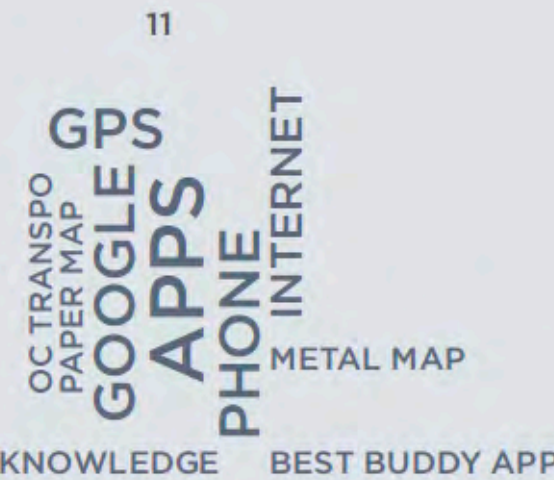 11
GPS
OC TRANSPO
PAPER MAP
GOOGLE
APPS
PHONE
INTERNET
METAL MAP
KNOWLEDGE
BEST BUDDY APP